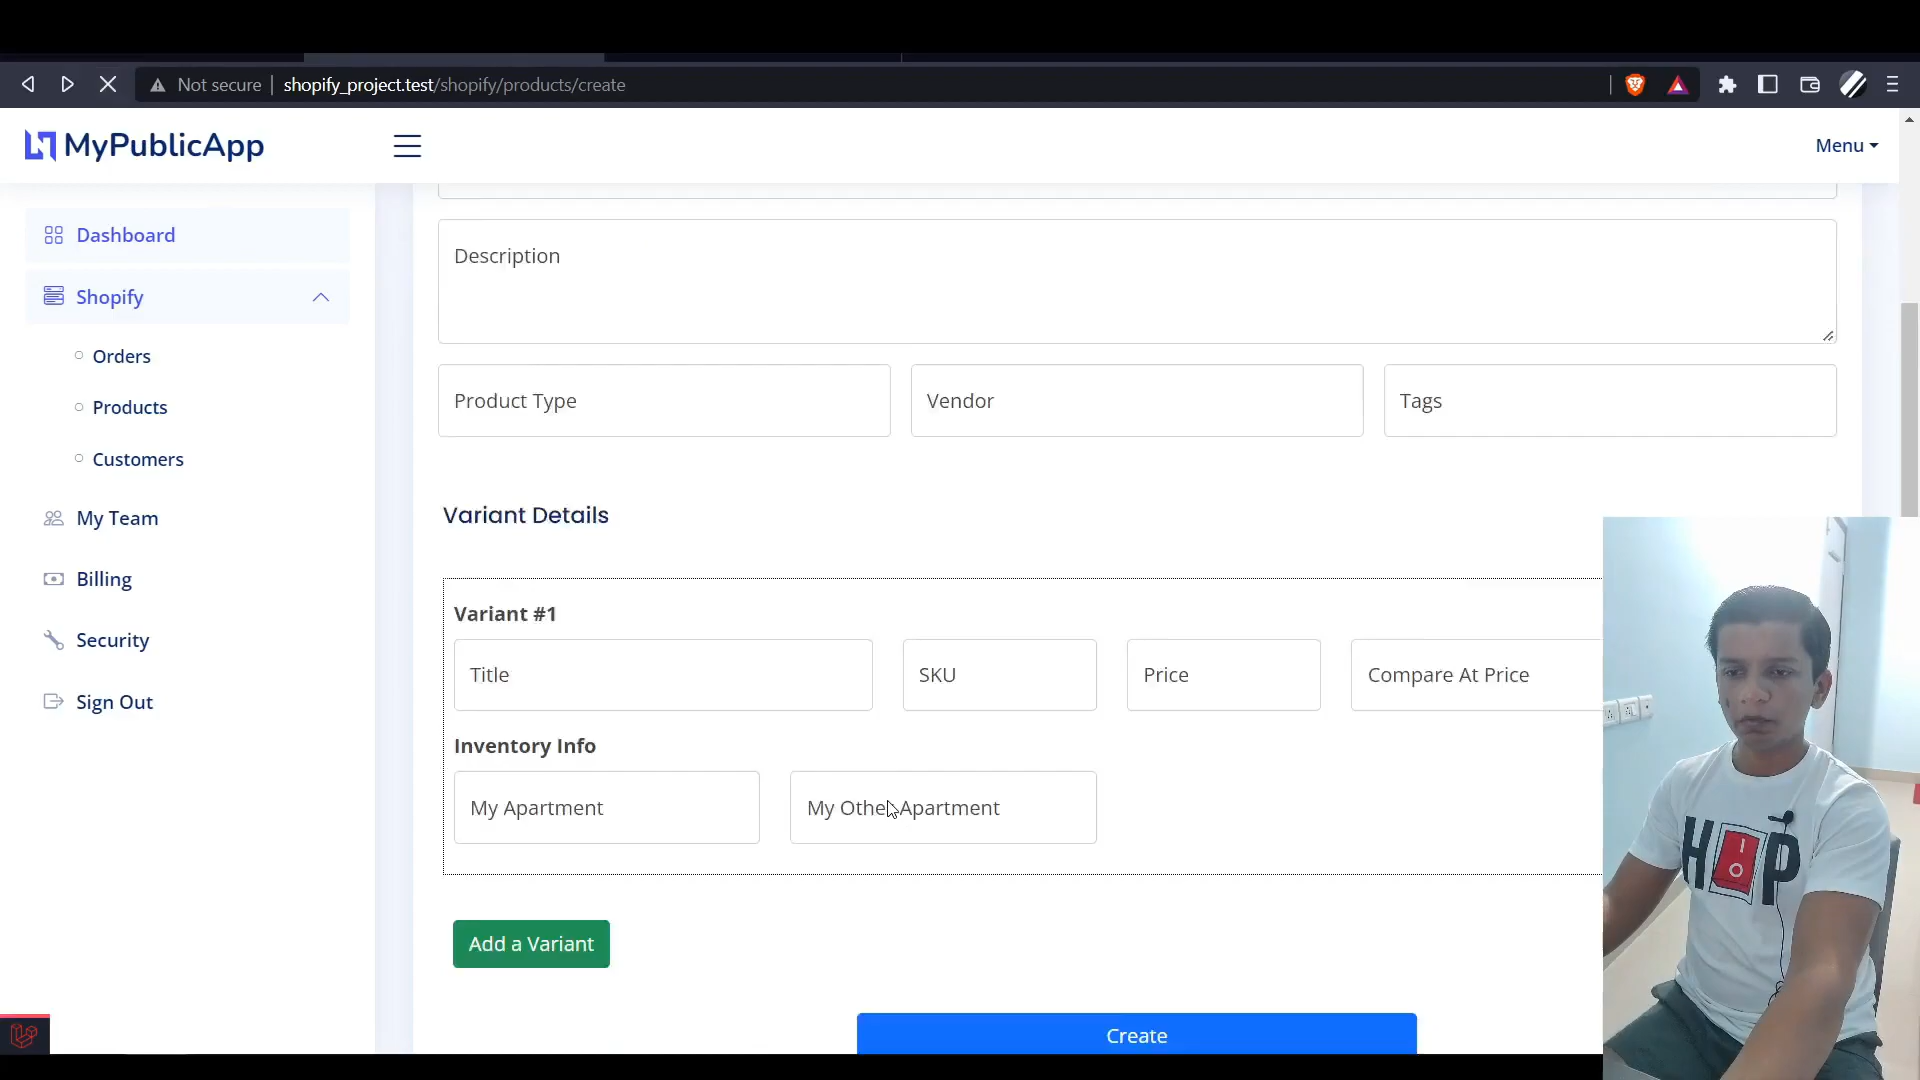 Not secure
shopify_project.test/shopify/products/create
MyPublicApp
Menu
Dashboard
Shopify
Orders
Products
Customers
My Team
Billing
Security
Sign Out
Description
Product Type
Vendor
Tags
Variant Details
Variant #1
Title
SKU
Price
Compare At Price
Inventory Info
My Apartment
My Other Apartment
Add a Variant
Create
HIOP